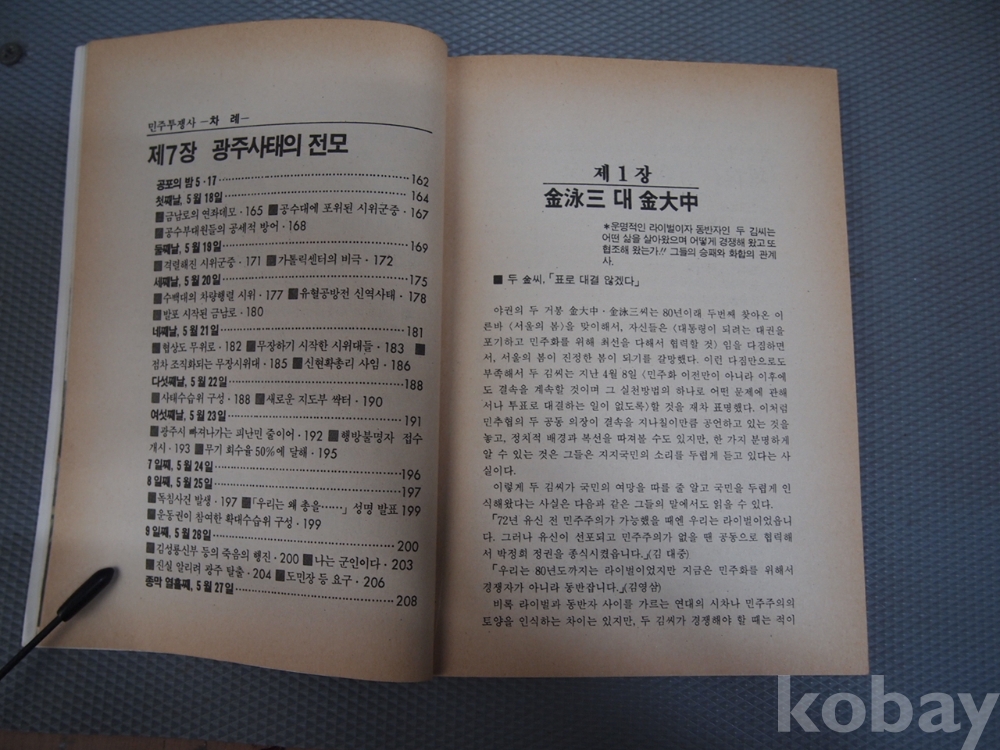 민주투쟁사 -차 례-
제7장 광주사태의 전모
공포의 밤 5·17 162
첫째날, 5월 18일 164
■금남로의 연좌데모·165 ■공수대에 포위된 시위군중·167
■공수부대원들의 공세적 방어·168
둘째날, 5월 19일 169
■격렬해진 시위군중·171 ■가톨릭센터의 비극·172
세째날, 5월 20일 175
■수백대의 차량행렬 시위·177 ■유혈공방전 신역사태·178
■발포 시작된 금남로·180
네째날, 5월 21일 181
■협상도 무위로·182 ■무장하기 시작한 시위대들·183 ■
점차 조직화되는 무장시위대·185 ■신현확총리 사임·186
다섯째날, 5월 22일 188
■사태수습위 구성·188 ■새로운 지도부 싹터·190
여섯째날, 5월 23일 191
■광주시 빠져나가는 피난민 줄이어·192 ■행방불명자 접수
개시·193 ■무기 회수율 50%에 달해·195
7일째, 5월 24일 196
8일째, 5월 25일 197
■독침사건 발생·197 ■「우리는 왜 총을……」성명 발표 199
■운동권이 참여한 확대수습위 구성·199
9일째, 5월 26일 200
■김성룡신부 등의 죽음의 행진·200 ■나는 군인이다·203
■진실 알리려 광주 탈출·204 ■도민장 등 요구·206
종막 열흘째, 5월 27일 208
제1장
金泳三 대 金大中
*운명적인 라이벌이자 동반자인 두 김씨는
어떤 삶을 살아왔으며 어떻게 경쟁해 왔고 또
협조해 왔는가!! 그들의 승패와 화합의 관계
사.
■ 두 金씨, 「표로 대결 않겠다」
야권의 두 거봉 金大中·金泳三씨는 80년이래 두번째 찾아온 이
른바 〈서울의 봄〉을 맞이해서, 자신들은 〈대통령이 되려는 대권을
포기하고 민주화를 위해 최선을 다해서 협력할 것〉임을 다짐하면
서, 서울의 봄이 진정한 봄이 되기를 갈망했다. 이런 다짐만으로도
부족해서 두 김씨는 지난 4월 8일 〈민주화 이전만이 아니라 이후에
도 결속을 계속할 것이며 그 실천방법의 하나로 어떤 문제에 관해
서나 투표로 대결하는 일이 없도록〉할 것을 재차 표명했다. 이처럼
민추협의 두 공동 의장이 결속을 지나칠이만큼 공언하고 있는 것을
놓고, 정치적 배경과 복선을 따져볼 수도 있지만, 한 가지 분명하게
알 수 있는 것은 그들은 지지국민의 소리를 두렵게 듣고 있다는 사
실이다.
이렇게 두 김씨가 국민의 여망을 따를 줄 알고 국민을 두렵게 인
식해왔다는 사실은 다음과 같은 그들의 말에서도 읽을 수 있다.
「72년 유신 전 민주주의가 가능했을 때엔 우리는 라이벌이었읍니
다. 그러나 유신이 선포되고 민주주의가 없을 땐 공동으로 협력해
서 박정희 정권을 종식시켰읍니다.」(김 대중)
「우리는 80년도까지는 라이벌이었지만 지금은 민주화를 위해서
경쟁자가 아니라 동반잡니다.」(김영삼)
비록 라이벌과 동반자 사이를 가르는 연대의 시차나 민주주의의
토양을 인식하는 차이는 있지만, 두 김씨가 경쟁해야 할 때는 적이
kobay